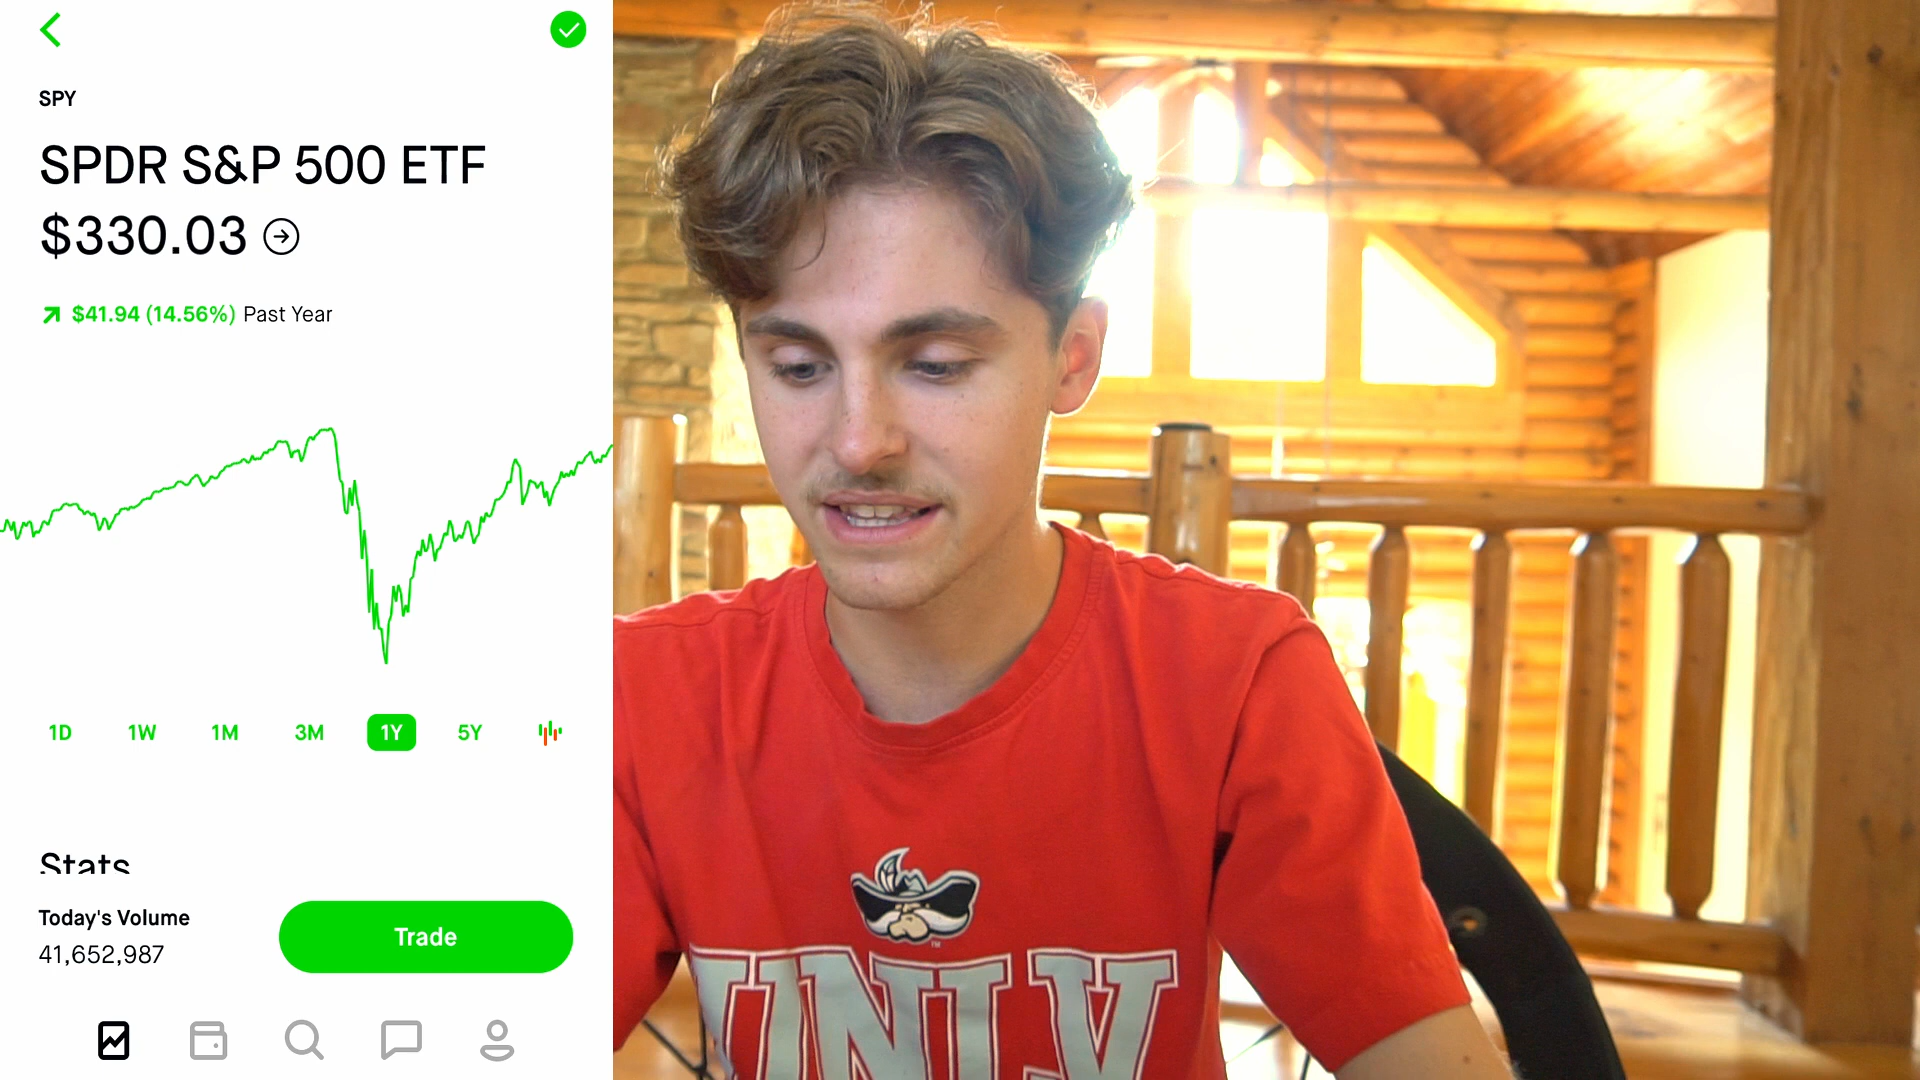 SPY
SPDR S&P 500 ETF
$330.03
$41.94 (14.56%) Past Year
1D 1W 1M 3M 1Y 5Y
Stats
Today's Volume
41,652,987
Trade
UNLV
TM